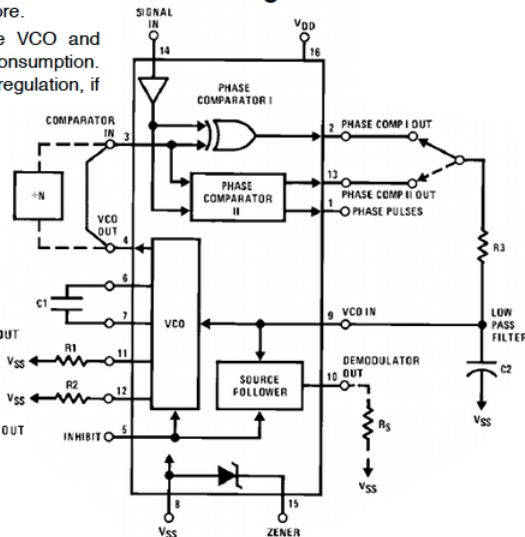 ore.
e VCO and
onsumption.
regulation, if
SIGNAL
IN
VDD
14
16
PHASE
COMPARATOR I
COMPARATOR
IN
3
2
PHASE COMP I OUT
13
PHASE COMP II OUT
PHASE
COMPARATOR
II
1
PHASE PULSES
÷N
VCO
OUT
4
R3
6
C1
7
VCO
9
VCO IN
LOW
PASS
FILTER
OUT
R1
VSS
11
DEMODULATOR
OUT
C2
SOURCE
FOLLOWER
10
R2
VSS
12
VSS
OUT
INHIBIT
5
RS
VSS
8
15
VSS
ZENER